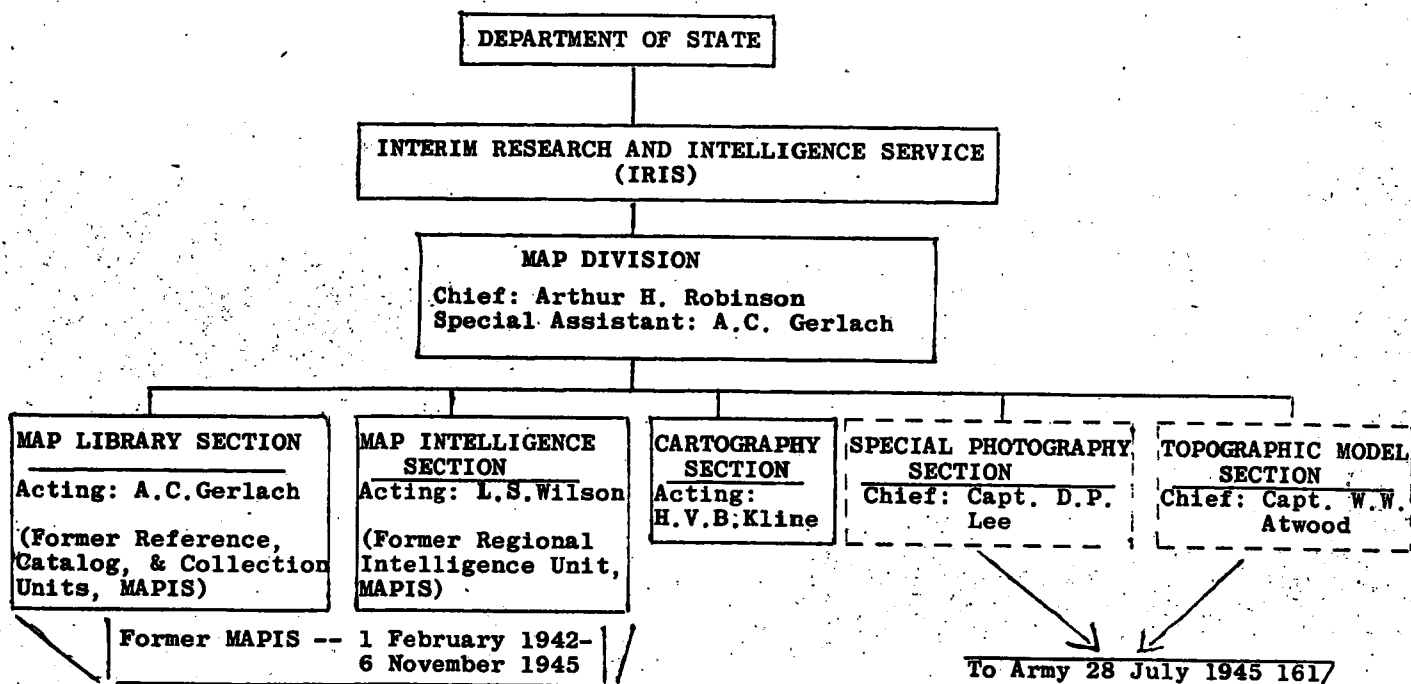 DEPARTMENT OF STATE
INTERIM RESEARCH AND INTELLIGENCE SERVICE
(IRIS)
MAP DIVISION
Chief: Arthur H. Robinson
Special Assistant: A.C. Gerlach
MAP LIBRARY SECTION
Acting: A.C.Gerlach
(Former Reference,
Catalog, & Collection
Units, MAPIS)
MAP INTELLIGENCE
SECTION
Acting: L.S.Wilson
(Former Regional
Intelligence Unit,
MAPIS)
CARTOGRAPHY
SECTION
Acting:
H.V.B;Kline
SPECIAL PHOTOGRAPHY
SECTION
Chief: Capt. D.P.
Lee
TOPOGRAPHIC MODEL
SECTION
Chief: Capt. W.W.
Atwood
Former MAPIS -- 1 February 1942-
6 November 1945
To Army 28 July 1945 161/